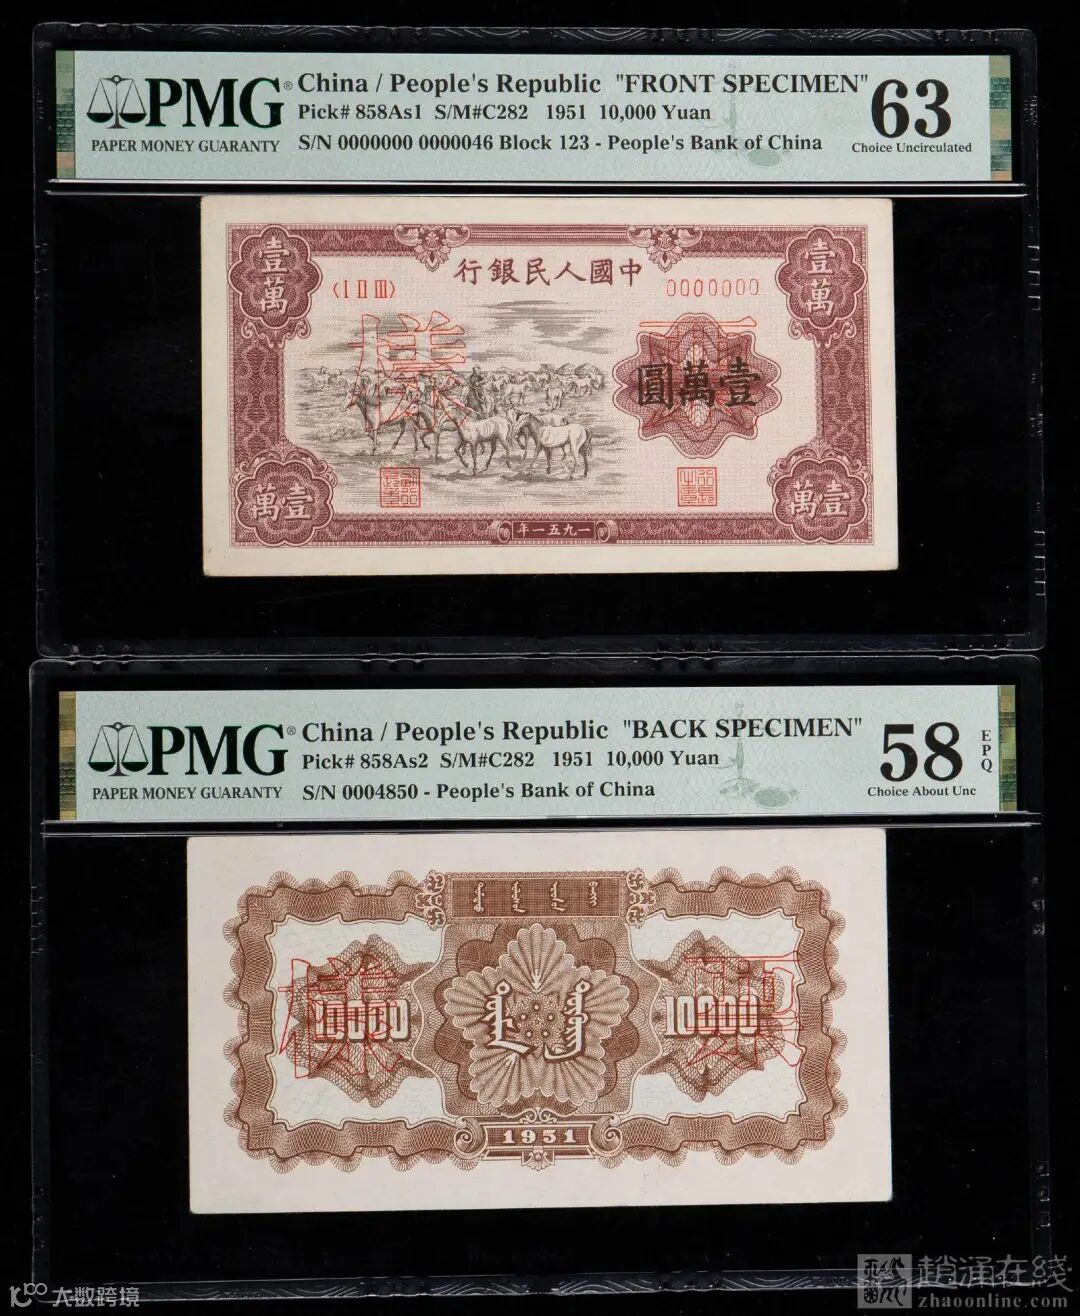 PMG®
PAPER MONEY GUARANTY
China / People's Republic "FRONT SPECIMEN"
Pick# 858As1 S/M#C282 1951 10,000 Yuan
S/N 0000000 0000046 Block 123 - People's Bank of China
63
Choice Uncirculated
行銀民人國中
〈I II III〉
0000000
壹萬
壹萬
樣
票
圓萬壹
萬壹
萬壹
年一五九一
PMG®
PAPER MONEY GUARANTY
China / People's Republic "BACK SPECIMEN"
Pick# 858As2 S/M#C282 1951 10,000 Yuan
S/N 0004850 - People's Bank of China
58
EPQ
Choice About Unc
樣
票
10000
10000
1951
大数跨境
趙涌在綫
zhaoonline.com